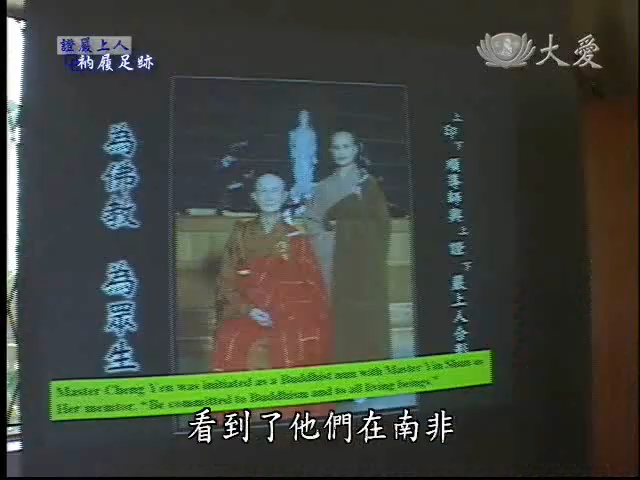 證嚴上人
衲履足跡
大愛
為佛教 為眾生
上印下順導師與上證下嚴上人合影
Master Cheng Yen was initiated as a Buddhist nun with Master Yin Shun as
Her mentor. "Be committed to Buddhism and to all living beings."
看到了他們在南非